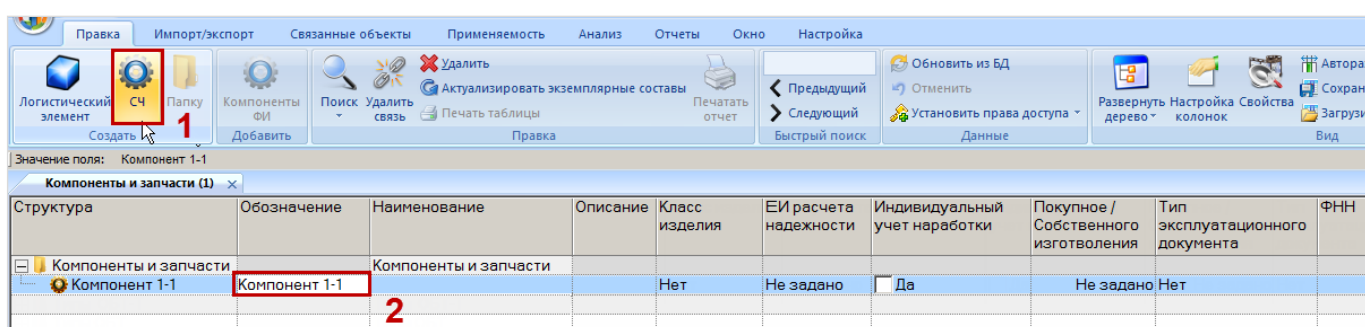 Правка Импорт/экспорт Связанные объекты Применяемость Анализ Отчеты Окно Настройка
Логистический элемент
СЧ
Папку
Создать
1
Компоненты ФИ
Добавить
Поиск
Удалить связь
Удалить
Актуализировать экземплярные составы
Печать таблицы
Печатать отчет
Правка
Предыдущий
Следующий
Быстрый поиск
Обновить из БД
Отменить
Установить права доступа
Данные
Развернуть дерево
Настройка колонок
Свойства
Автора
Сохран
Загрузи
Вид
Значение поля: Компонент 1-1
Компоненты и запчасти (1)
Структура Обозначение Наименование Описание Класс изделия ЕИ расчета надежности Индивидуальный учет наработки Покупное / Собственного изготволения Тип эксплуатационного документа ФНН
Компоненты и запчасти Компоненты и запчасти
Компонент 1-1 Компонент 1-1 Нет Не задано Да Не задано Нет
2